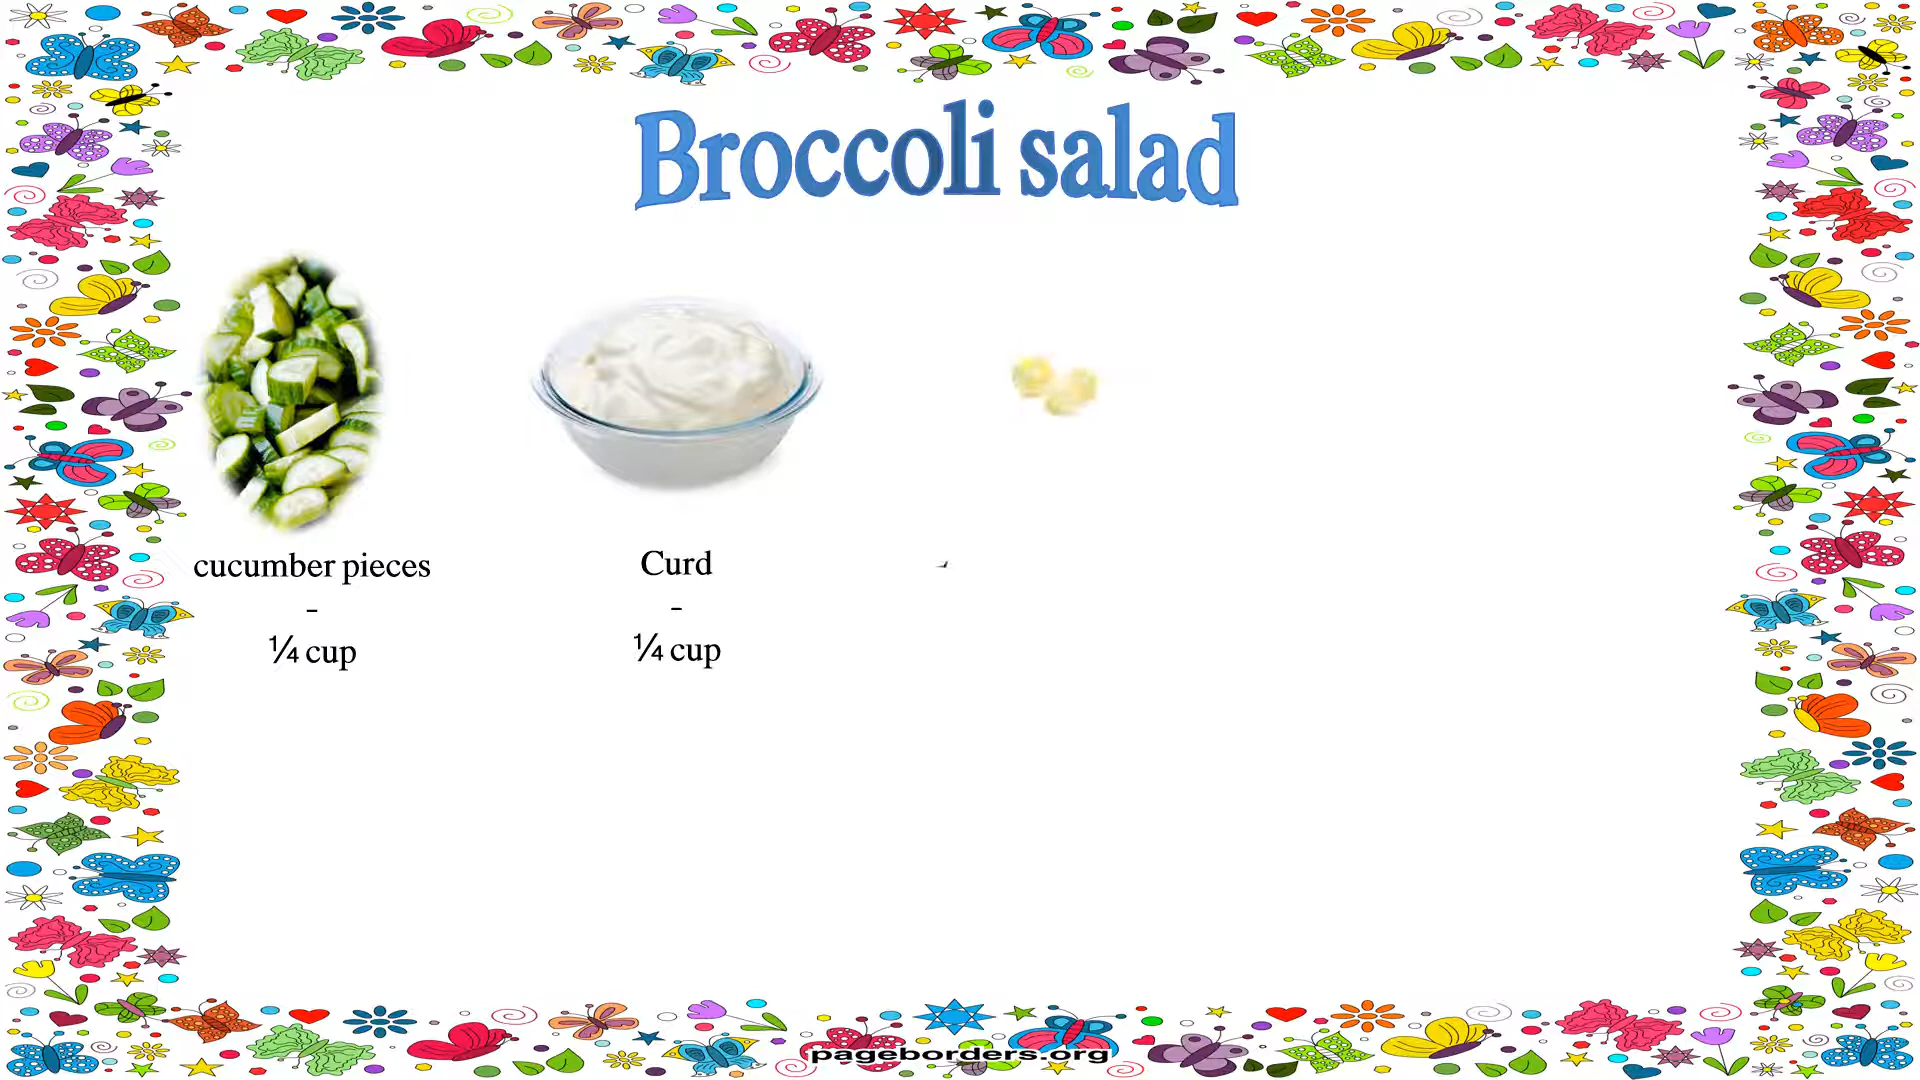 Broccoli salad
cucumber pieces
-
¼ cup
Curd
-
¼ cup
pageborders.org